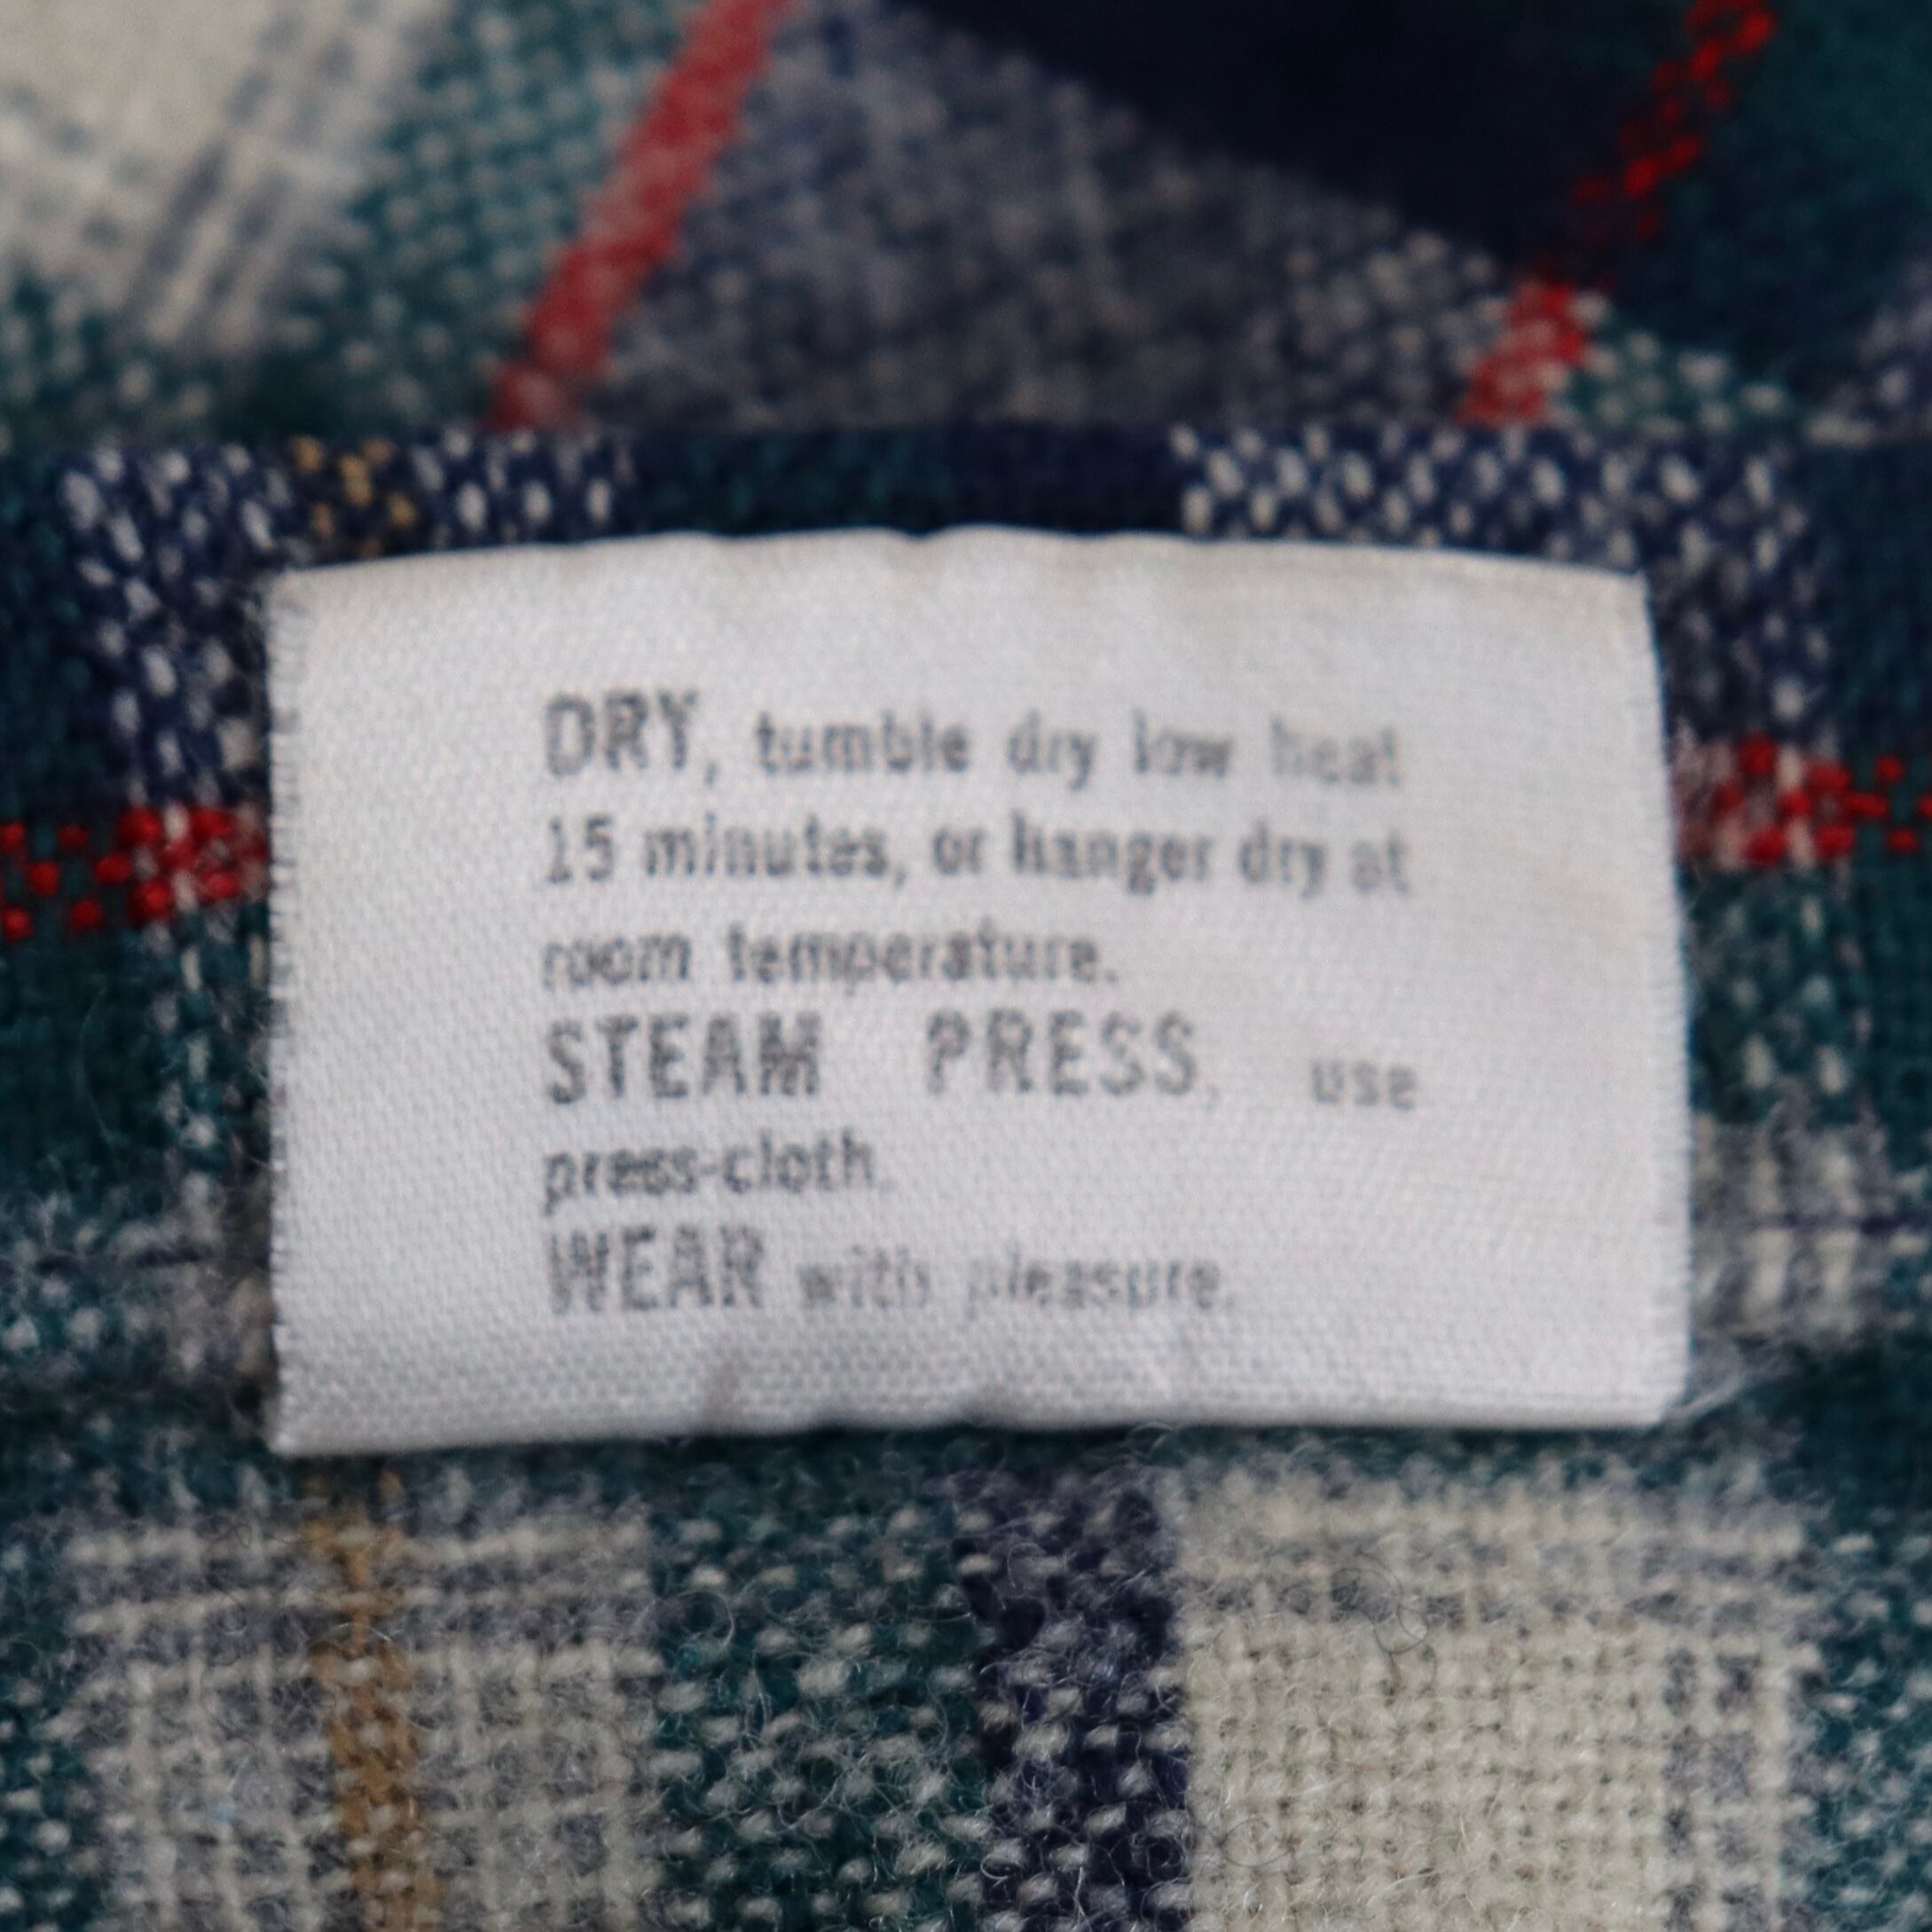 DRY, tumble dry low heat
15 minutes, or hanger dry at
room temperature.
STEAM PRESS, use
press-cloth.
WEAR with pleasure.